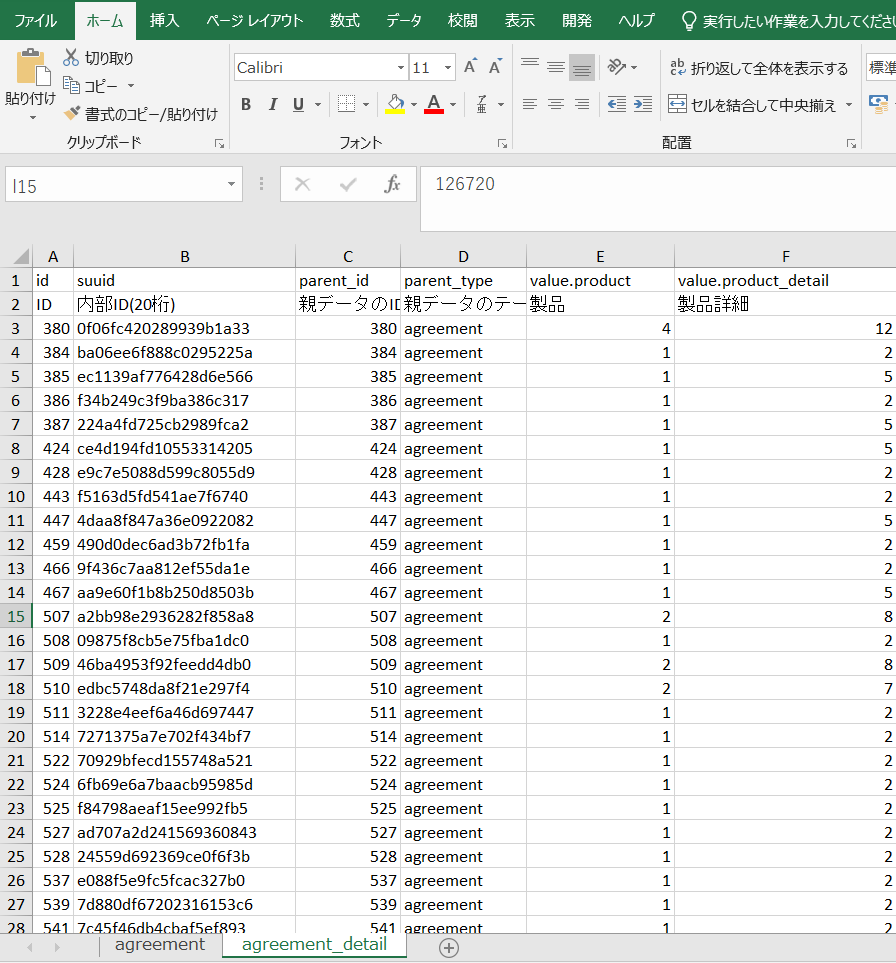 ファイル ホーム 挿入 ページ レイアウト 数式 データ 校閲 表示 開発 ヘルプ 実行したい作業を入力してくださ
貼り付け
切り取り
コピー
書式のコピー/貼り付け
クリップボード
Calibri 11 A A
B I U A
フォント
ab 折り返して全体を表示する
セルを結合して中央揃え
配置
標準
I15 fx 126720
A B C D E F
1 id suuid parent_id parent_type value.product value.product_detail
2 ID 内部ID(20桁) 親データのID 親データのテー 製品 製品詳細
3 380 0f06fc420289939b1a33 380 agreement 4 12
4 384 ba06ee6f888c0295225a 384 agreement 1 2
5 385 ec1139af776428d6e566 385 agreement 1 5
6 386 f34b249c3f9ba386c317 386 agreement 1 2
7 387 224a4fd725cb2989fca2 387 agreement 1 5
8 424 ce4d194fd10553314205 424 agreement 1 5
9 428 e9c7e5088d599c8055d9 428 agreement 1 2
10 443 f5163d5fd541ae7f6740 443 agreement 1 2
11 447 4daa8f847a36e0922082 447 agreement 1 5
12 459 490d0dec6ad3b72fb1fa 459 agreement 1 2
13 466 9f436c7aa812ef55da1e 466 agreement 1 2
14 467 aa9e60f1b8b250d8503b 467 agreement 1 5
15 507 a2bb98e2936282f858a8 507 agreement 2 8
16 508 09875f8cb5e75fba1dc0 508 agreement 1 2
17 509 46ba4953f92feedd4db0 509 agreement 2 8
18 510 edbc5748da8f21e297f4 510 agreement 2 7
19 511 3228e4eef6a46d697447 511 agreement 1 2
20 514 7271375a7e702f434bf7 514 agreement 1 2
21 522 70929bfecd155748a521 522 agreement 1 2
22 524 6fb69e6a7baacb95985d 524 agreement 1 2
23 525 f84798aeaf15ee992fb5 525 agreement 1 2
24 527 ad707a2d241569360843 527 agreement 1 2
25 528 24559d692369ce0f6f3b 528 agreement 1 2
26 537 e088f5e9fc5fcac327b0 537 agreement 1 2
27 539 7d880df67202316153c6 539 agreement 1 2
28 541 7c45f46db4cbaf5ef893 541 agreement 1 2
agreement agreement_detail